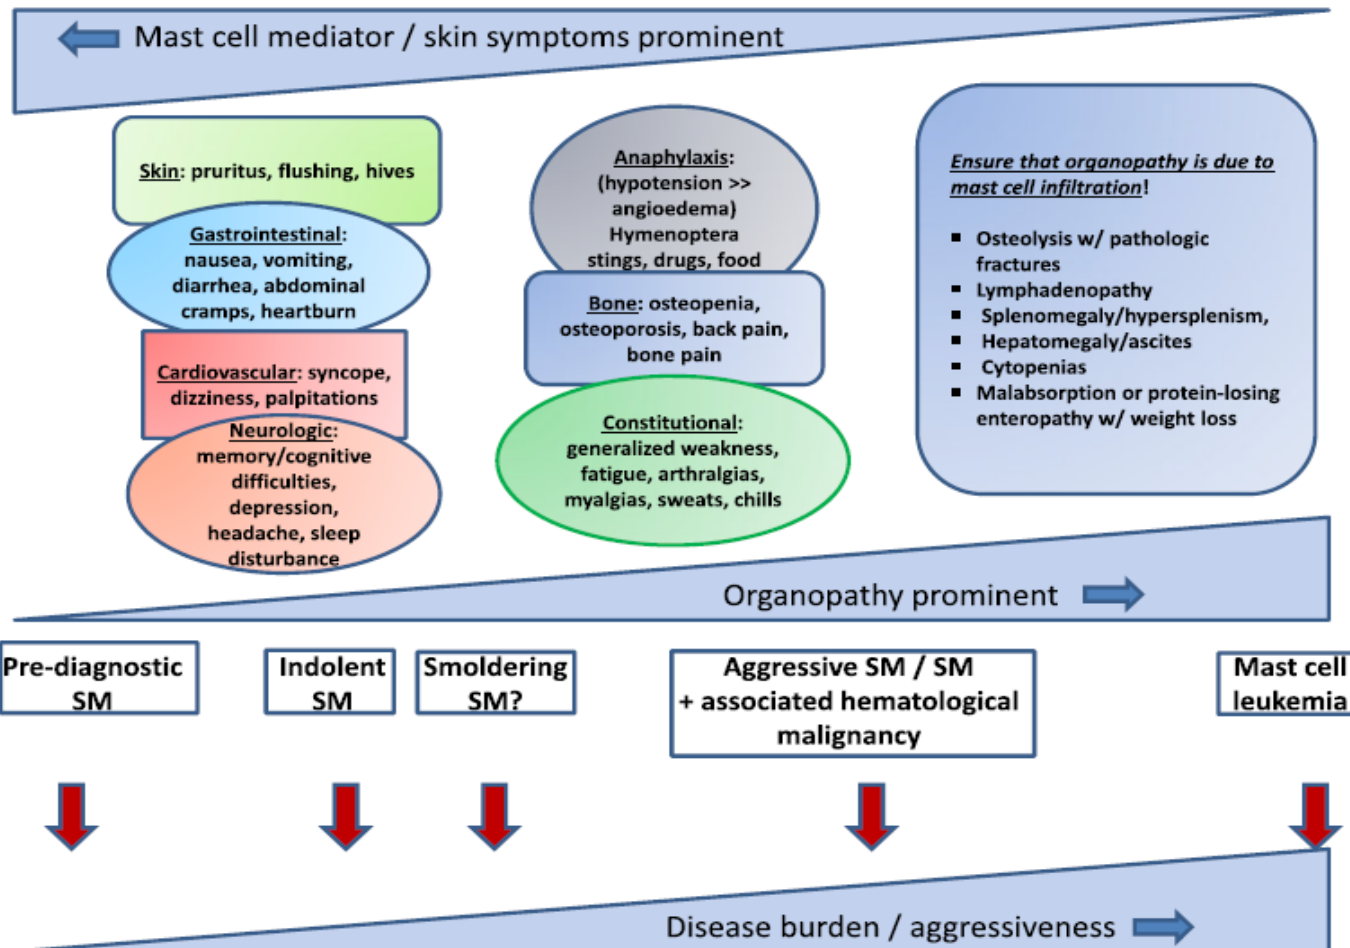 Mast cell mediator / skin symptoms prominent
Skin: pruritus, flushing, hives
Gastrointestinal:
nausea, vomiting,
diarrhea, abdominal
cramps, heartburn
Cardiovascular: syncope,
dizziness, palpitations
Neurologic:
memory/cognitive
difficulties,
depression,
headache, sleep
disturbance
Anaphylaxis:
(hypotension >>
angioedema)
Hymenoptera
stings, drugs, food
Bone: osteopenia,
osteoporosis, back pain,
bone pain
Constitutional:
generalized weakness,
fatigue, arthralgias,
myalgias, sweats, chills
Ensure that organopathy is due to
mast cell infiltration!
▪ Osteolysis w/ pathologic
fractures
▪ Lymphadenopathy
▪ Splenomegaly/hypersplenism,
▪ Hepatomegaly/ascites
▪ Cytopenias
▪ Malabsorption or protein-losing
enteropathy w/ weight loss
Organopathy prominent
Pre-diagnostic
SM
Indolent
SM
Smoldering
SM?
Aggressive SM / SM
+ associated hematological
malignancy
Mast cell
leukemia
Disease burden / aggressiveness